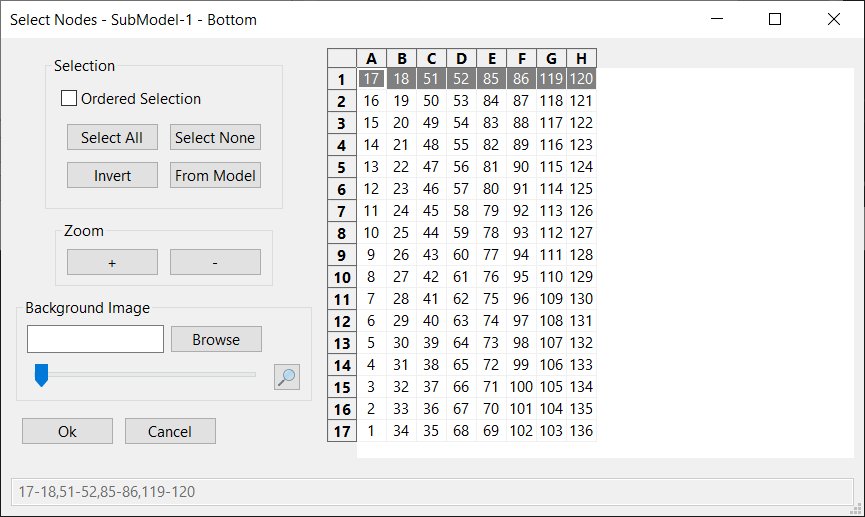 Select Nodes - SubModel-1 - Bottom
Selection
Ordered Selection
Select All Select None
Invert From Model
Zoom
+ -
Background Image
Browse
Ok Cancel
A B C D E F G H
1 17 18 51 52 85 86 119 120
2 16 19 50 53 84 87 118 121
3 15 20 49 54 83 88 117 122
4 14 21 48 55 82 89 116 123
5 13 22 47 56 81 90 115 124
6 12 23 46 57 80 91 114 125
7 11 24 45 58 79 92 113 126
8 10 25 44 59 78 93 112 127
9 9 26 43 60 77 94 111 128
10 8 27 42 61 76 95 110 129
11 7 28 41 62 75 96 109 130
12 6 29 40 63 74 97 108 131
13 5 30 39 64 73 98 107 132
14 4 31 38 65 72 99 106 133
15 3 32 37 66 71 100 105 134
16 2 33 36 67 70 101 104 135
17 1 34 35 68 69 102 103 136
17-18,51-52,85-86,119-120